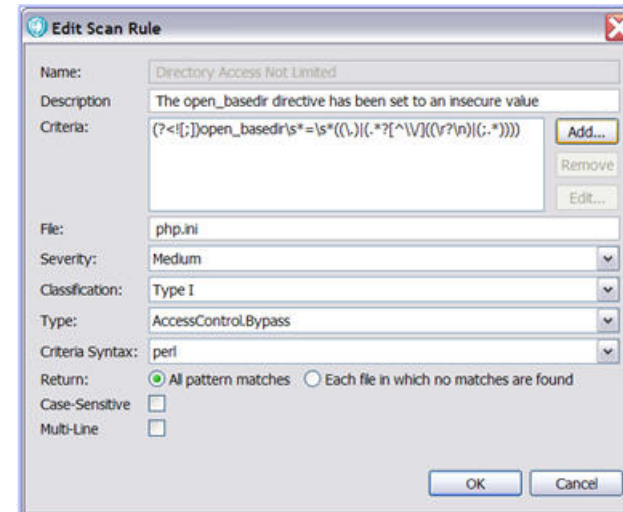 Edit Scan Rule
Name: Directory Access Not Limited
Description The open_basedir directive has been set to an insecure value
Criteria: (?<![;])open_basedir\s*=\s*((\.)|(.*?[^\\/]((\r?\n)|(;.*)))) Add...
Remove
Edit...
File: php.ini
Severity: Medium
Classification: Type I
Type: AccessControl.Bypass
Criteria Syntax: perl
Return: All pattern matches Each file in which no matches are found
Case-Sensitive
Multi-Line
OK Cancel